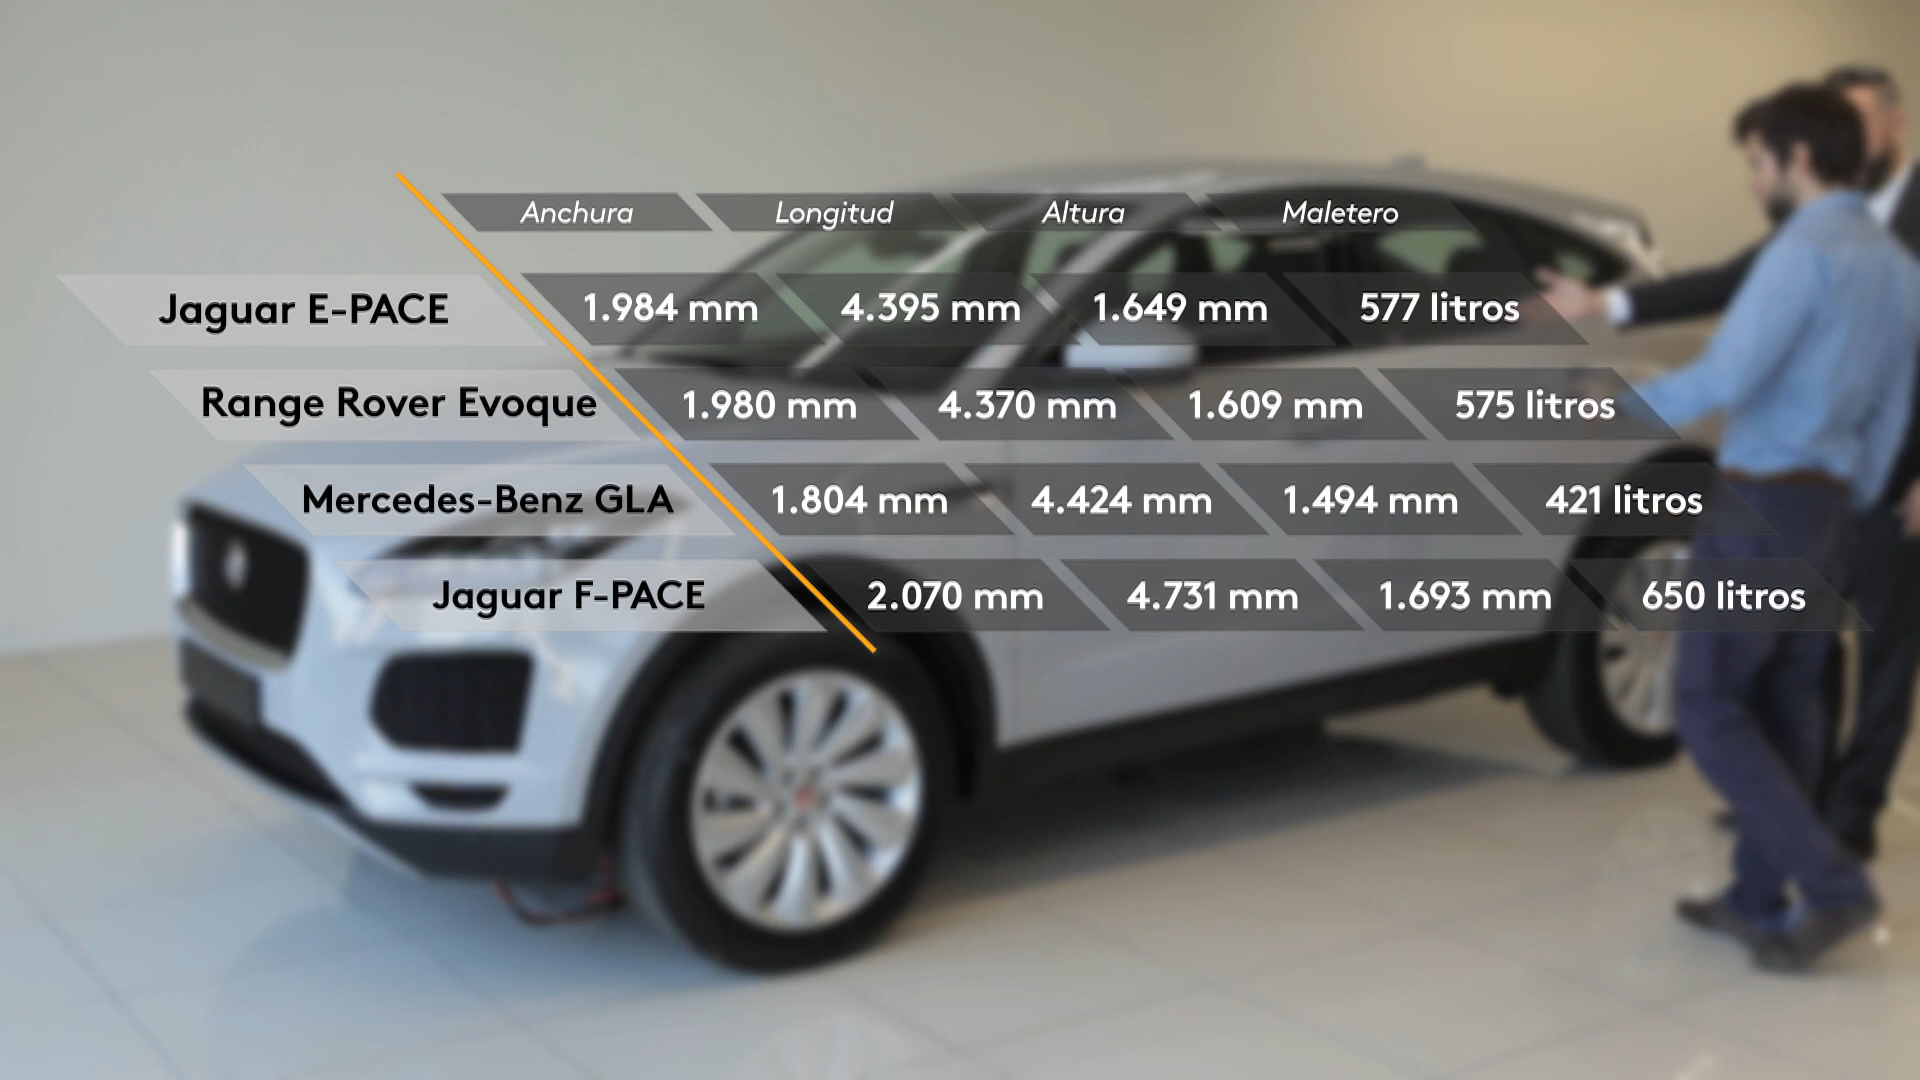 Anchura Longitud Altura Maletero
Jaguar E-PACE 1.984 mm 4.395 mm 1.649 mm 577 litros
Range Rover Evoque 1.980 mm 4.370 mm 1.609 mm 575 litros
Mercedes-Benz GLA 1.804 mm 4.424 mm 1.494 mm 421 litros
Jaguar F-PACE 2.070 mm 4.731 mm 1.693 mm 650 litros